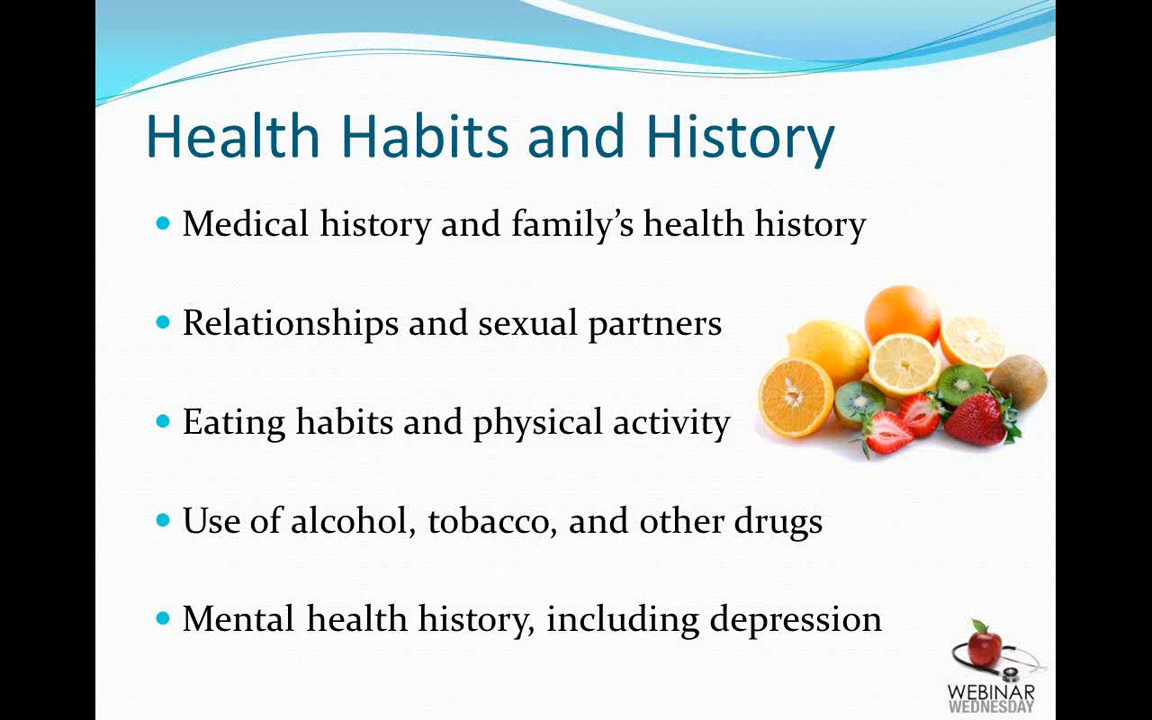 Health Habits and History
• Medical history and family’s health history
• Relationships and sexual partners
• Eating habits and physical activity
• Use of alcohol, tobacco, and other drugs
• Mental health history, including depression
WEBINAR
WEDNESDAY